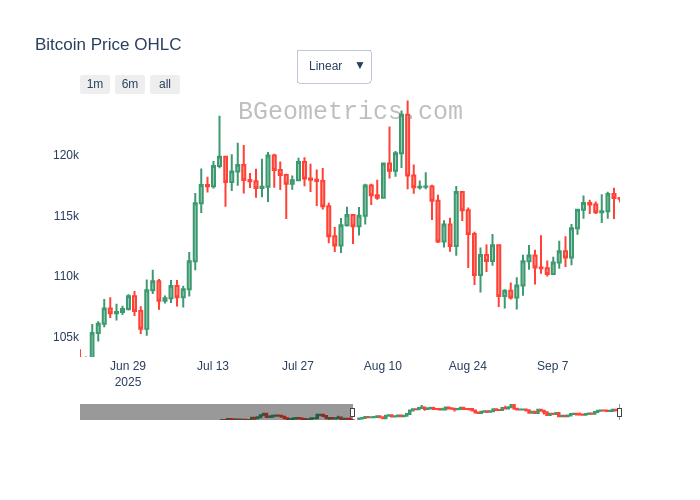 Bitcoin Price OHLC
Linear ▼
1m 6m all
BGeometrics.com
120k
115k
110k
105k
Jun 29 Jul 13 Jul 27 Aug 10 Aug 24 Sep 7
2025